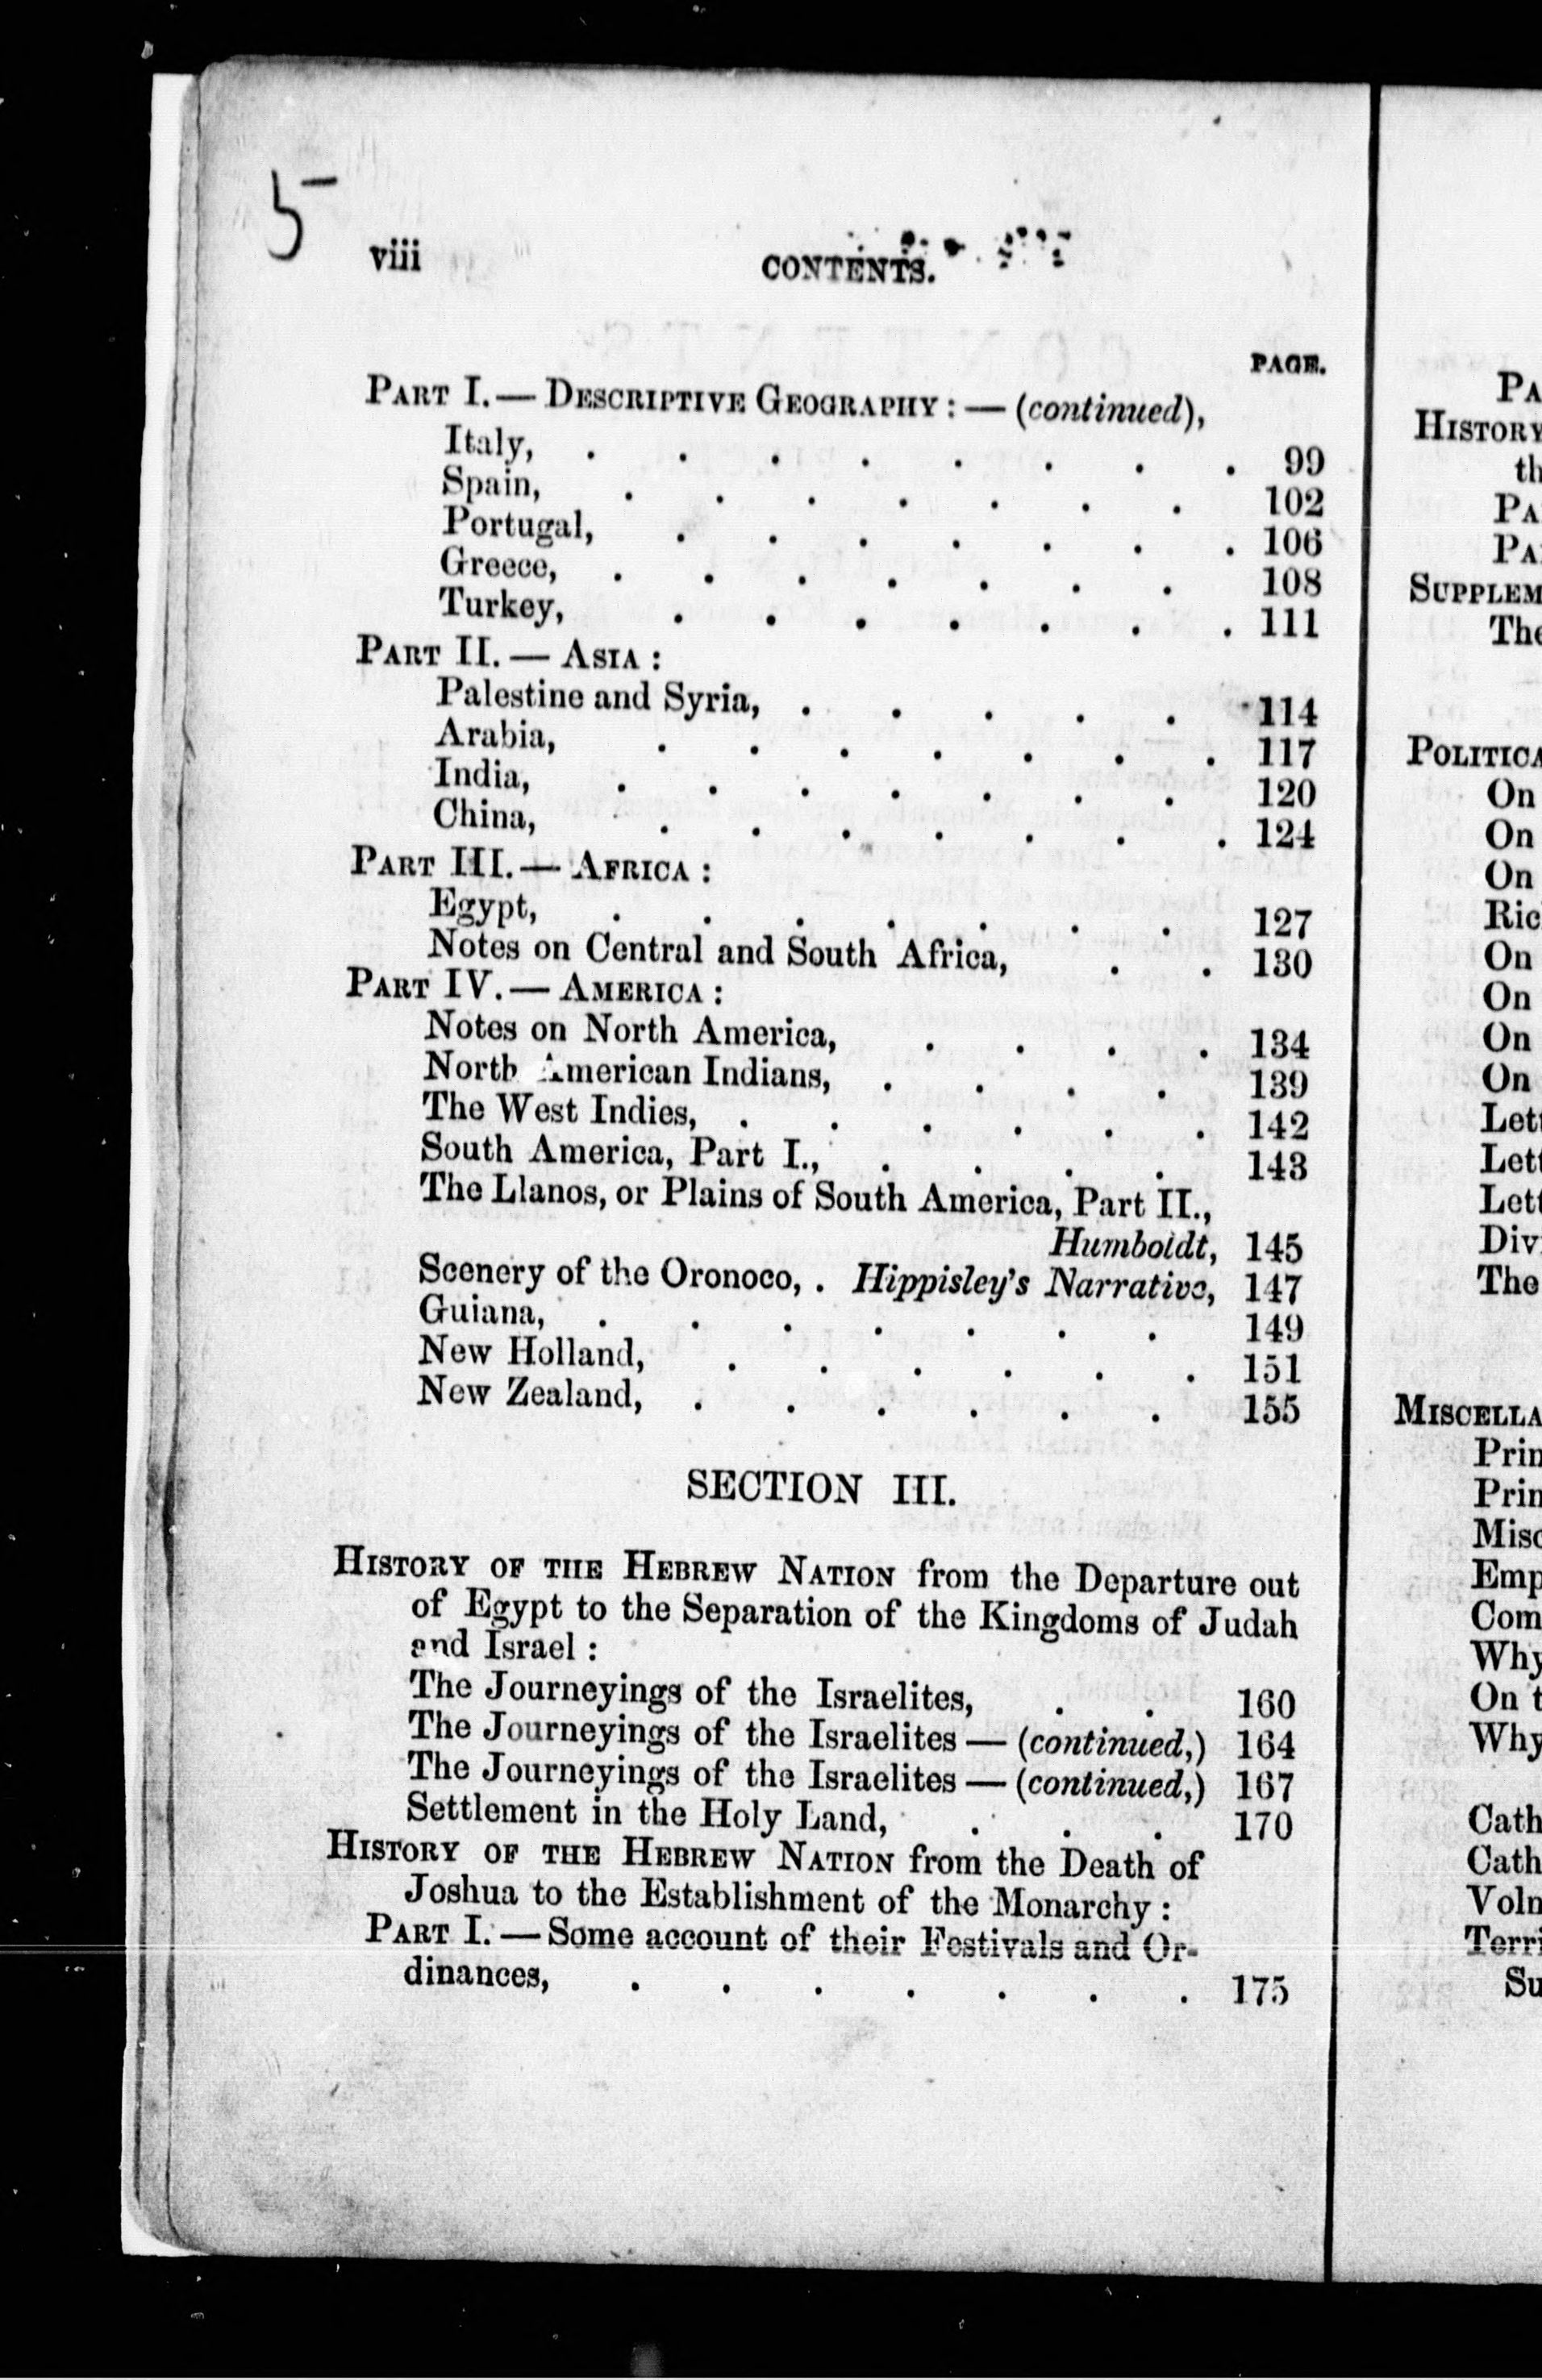 5
viii
CONTENTS.
PAGE.
PART I. — DESCRIPTIVE GEOGRAPHY : — (continued),
Italy, . . . . . . . . 99
Spain, . . . . . . . 102
Portugal, . . . . . . . 106
Greece, . . . . . . . 108
Turkey, . . . . . . . 111
PART II. — ASIA :
Palestine and Syria, . . . . . 114
Arabia, . . . . . . . 117
India, . . . . . . . 120
China, . . . . . . . 124
PART III. — AFRICA :
Egypt, . . . . . . . 127
Notes on Central and South Africa, . . 130
PART IV. — AMERICA :
Notes on North America, . . . . 134
North American Indians, . . . . 139
The West Indies, . . . . . . 142
South America, Part I., . . . . 143
The Llanos, or Plains of South America, Part II.,
Humboldt, 145
Scenery of the Oronoco, . Hippisley's Narrative, 147
Guiana, . . . . . . . 149
New Holland, . . . . . . 151
New Zealand, . . . . . . 155
SECTION III.
HISTORY OF THE HEBREW NATION from the Departure out
of Egypt to the Separation of the Kingdoms of Judah
and Israel :
The Journeyings of the Israelites, . . 160
The Journeyings of the Israelites — (continued,) 164
The Journeyings of the Israelites — (continued,) 167
Settlement in the Holy Land, . . . 170
HISTORY OF THE HEBREW NATION from the Death of
Joshua to the Establishment of the Monarchy :
PART I. — Some account of their Festivals and Or-
dinances, . . . . . . . 175
PA
HISTORY
th
PA
PA
SUPPLEM
The
POLITICA
On
On
On
Ric
On
On
On
On
Lett
Lett
Lett
Div
The
MISCELLA
Prin
Prin
Misc
Emp
Com
Why
On t
Why
Cath
Cath
Voln
Terri
Su